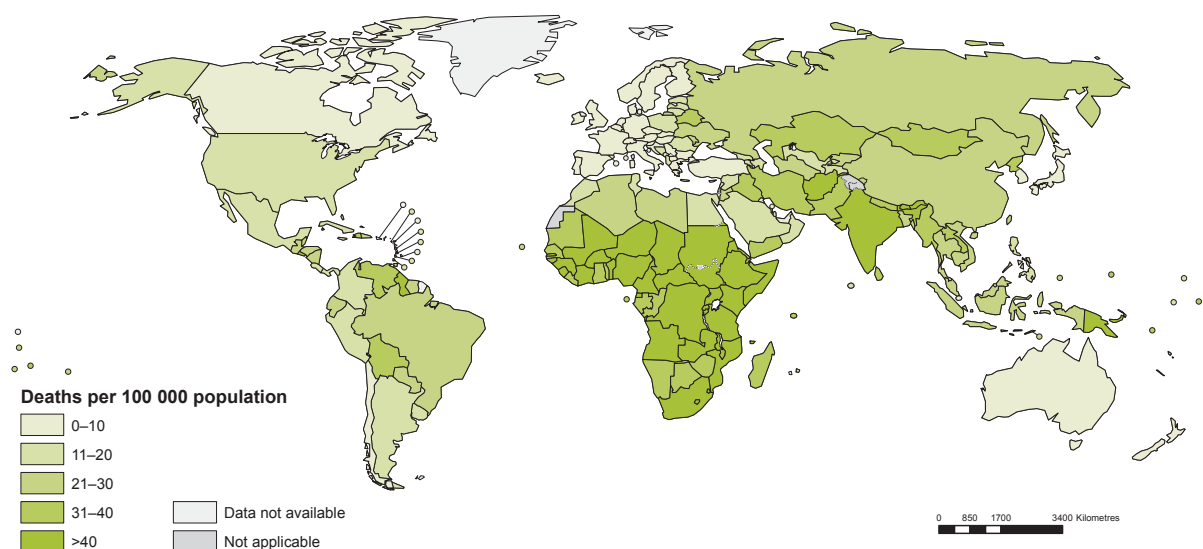 Deaths per 100 000 population
0–10
11–20
21–30
31–40
>40
Data not available
Not applicable
0 850 1700 3400 Kilometres